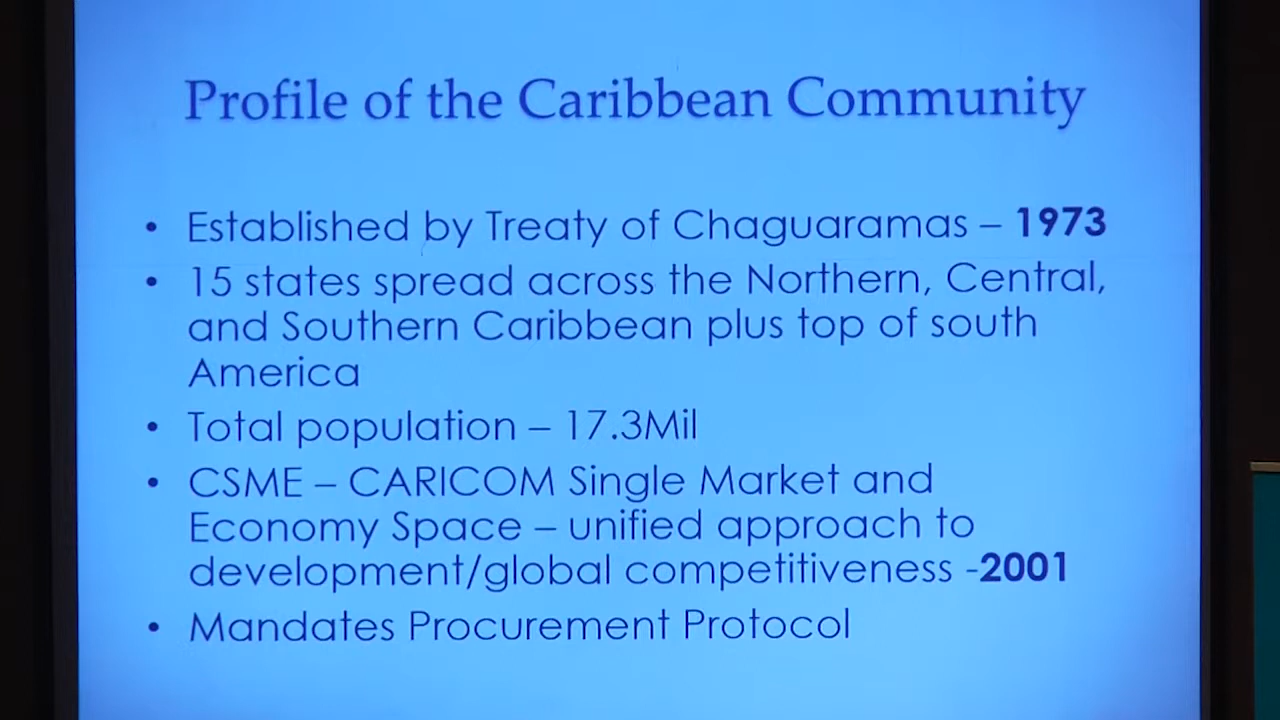 Profile of the Caribbean Community
• Established by Treaty of Chaguaramas – 1973
• 15 states spread across the Northern, Central,
and Southern Caribbean plus top of south
America
• Total population – 17.3Mil
• CSME – CARICOM Single Market and
Economy Space – unified approach to
development/global competitiveness -2001
• Mandates Procurement Protocol